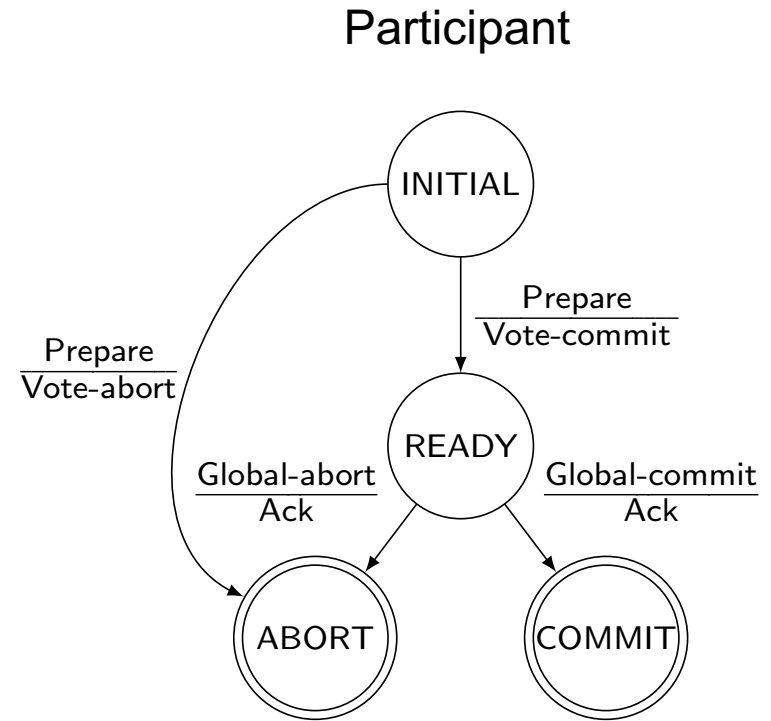 Participant
INITIAL
Prepare
Vote-commit
Prepare
Vote-abort
READY
Global-abort
Ack
Global-commit
Ack
ABORT
COMMIT